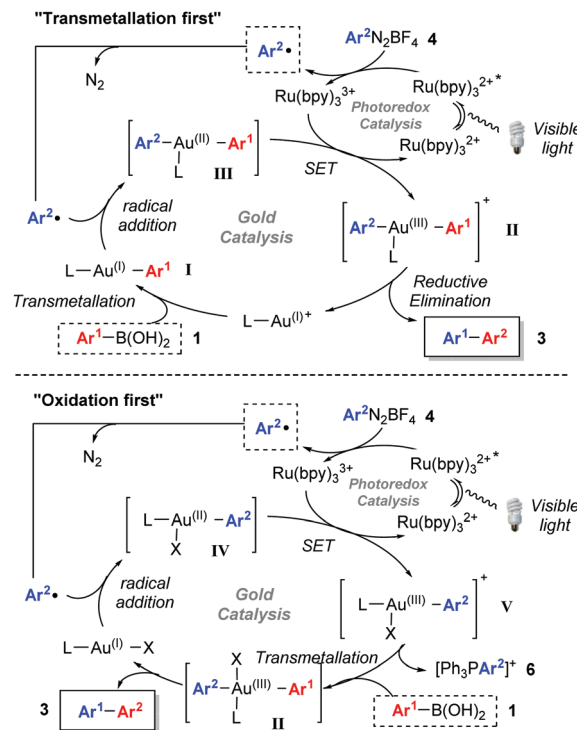 "Transmetallation first"
Ar²•
Ar²N₂BF₄ 4
N₂
Ru(bpy)₃³⁺
Ru(bpy)₃²⁺*
Photoredox
Catalysis
Ru(bpy)₃²⁺
Visible
light
Ar²–Au(II)–Ar¹
L
III
SET
Ar²•
radical
addition
Gold
Catalysis
Ar²–Au(III)–Ar¹
L
+
II
L–Au(I)–Ar¹
I
Transmetallation
L–Au(I)+
Reductive
Elimination
Ar¹–B(OH)₂
1
Ar¹–Ar²
3
"Oxidation first"
Ar²•
Ar²N₂BF₄ 4
N₂
Ru(bpy)₃³⁺
Ru(bpy)₃²⁺*
Photoredox
Catalysis
Ru(bpy)₃²⁺
Visible
light
L–Au(II)–Ar²
X
IV
SET
Ar²•
radical
addition
Gold
Catalysis
L–Au(III)–Ar²
X
+
V
L–Au(I)–X
Transmetallation
[Ph₃PAr²]⁺
6
X
Ar²–Au(III)–Ar¹
L
II
3
Ar¹–Ar²
Ar¹–B(OH)₂
1